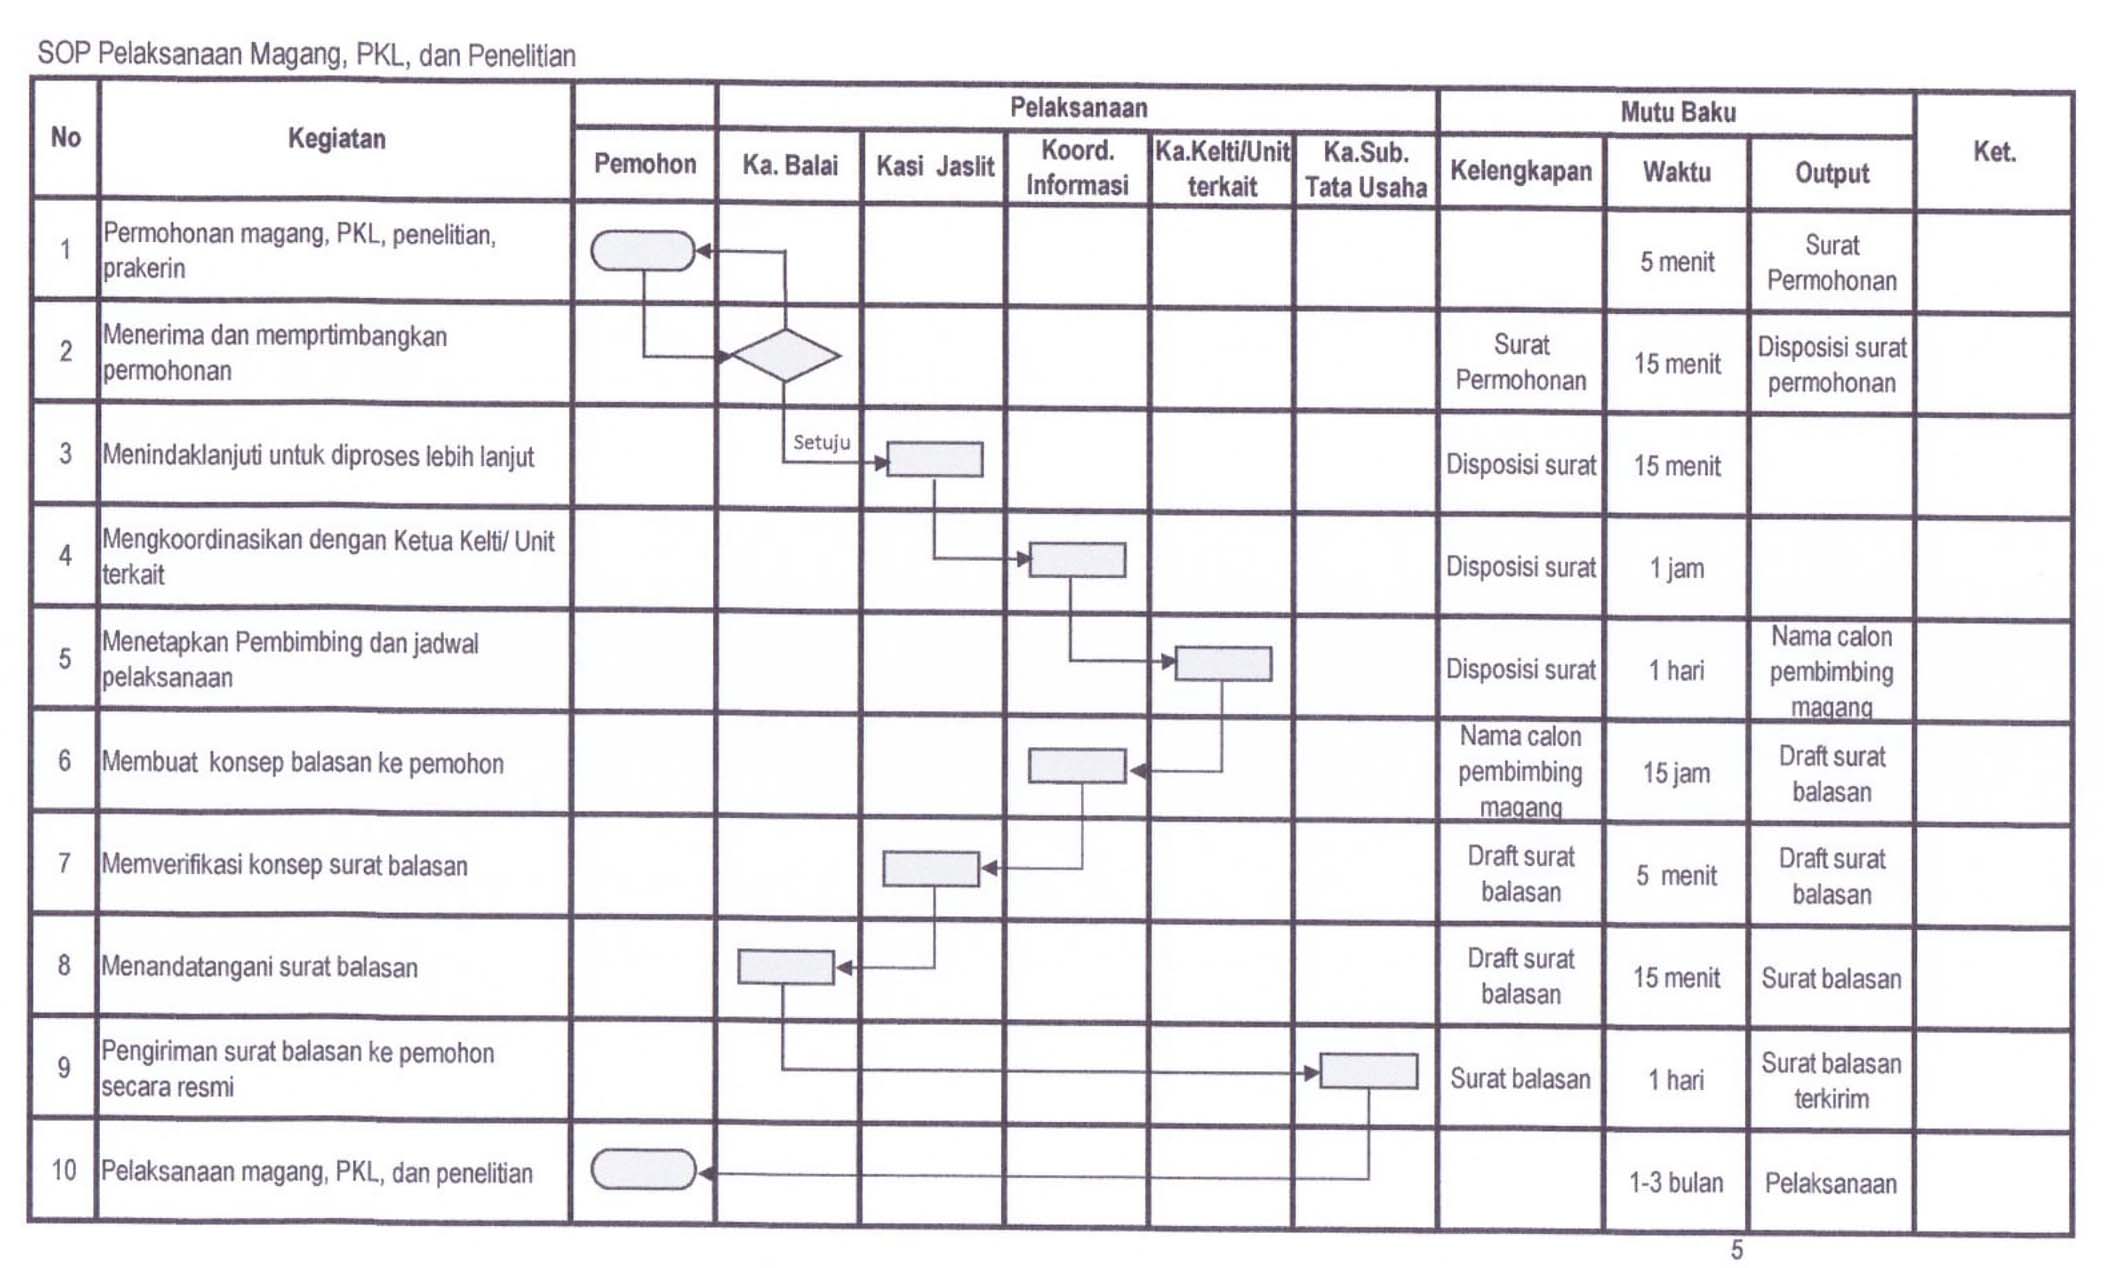 SOP Pelaksanaan Magang, PKL, dan Penelitian
No
Kegiatan
Pelaksanaan
Mutu Baku
Ket.
Pemohon
Ka. Balai
Kasi Jaslit
Koord.
Informasi
Ka.Kelti/Unit
terkait
Ka.Sub.
Tata Usaha
Kelengkapan
Waktu
Output
1
Permohonan magang, PKL, penelitian,
prakerin
5 menit
Surat
Permohonan
2
Menerima dan memprtimbangkan
permohonan
Surat
Permohonan
15 menit
Disposisi surat
permohonan
3
Menindaklanjuti untuk diproses lebih lanjut
Setuju
Disposisi surat
15 menit
4
Mengkoordinasikan dengan Ketua Kelti/ Unit
terkait
Disposisi surat
1 jam
5
Menetapkan Pembimbing dan jadwal
pelaksanaan
Disposisi surat
1 hari
Nama calon
pembimbing
magang
6
Membuat konsep balasan ke pemohon
Nama calon
pembimbing
magang
15 jam
Draft surat
balasan
7
Memverifikasi konsep surat balasan
Draft surat
balasan
5 menit
Draft surat
balasan
8
Menandatangani surat balasan
Draft surat
balasan
15 menit
Surat balasan
9
Pengiriman surat balasan ke pemohon
secara resmi
Surat balasan
1 hari
Surat balasan
terkirim
10
Pelaksanaan magang, PKL, dan penelitian
1-3 bulan
Pelaksanaan
5